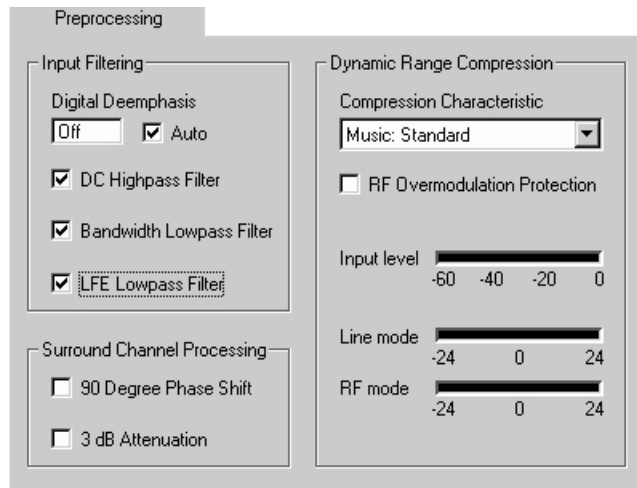 Preprocessing
Input Filtering
Digital Deemphasis
Off Auto
DC Highpass Filter
Bandwidth Lowpass Filter
LFE Lowpass Filter
Surround Channel Processing
90 Degree Phase Shift
3 dB Attenuation
Dynamic Range Compression
Compression Characteristic
Music: Standard
RF Overmodulation Protection
Input level
-60 -40 -20 0
Line mode
-24 0 24
RF mode
-24 0 24